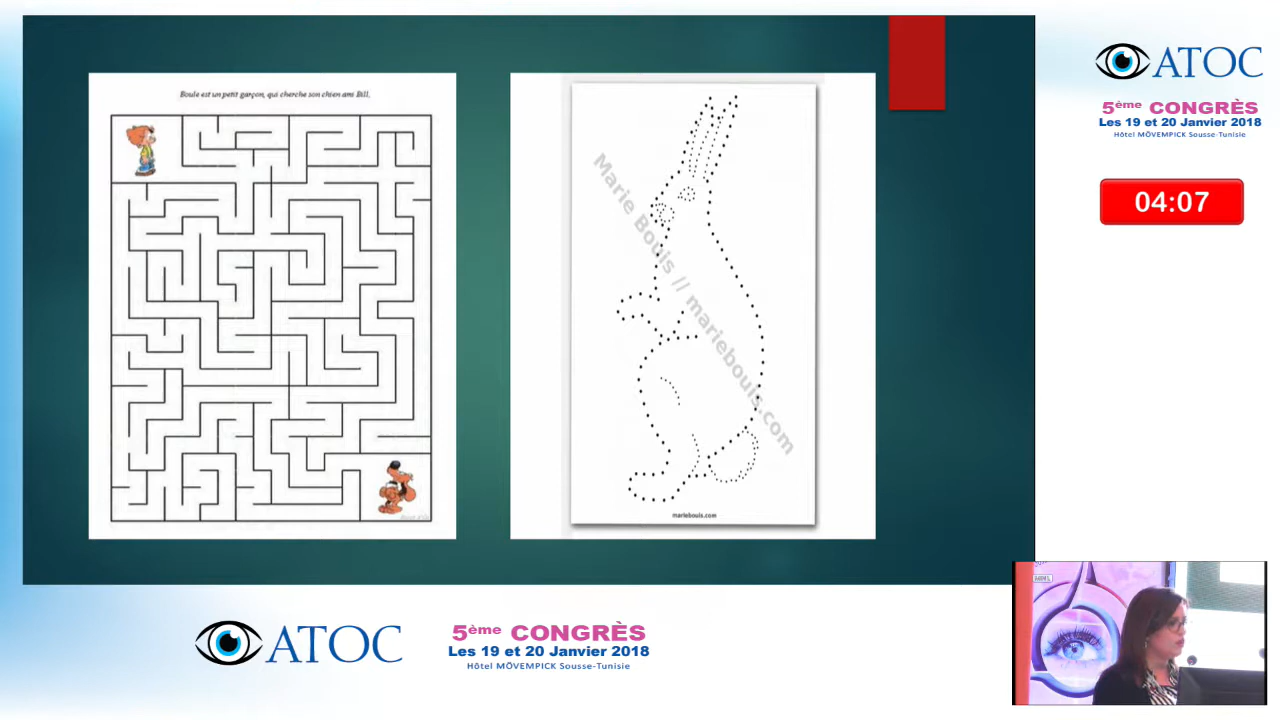 Boule est un petit garçon, qui cherche son chien ami Bill.
Marie Bouis // mariebouis.com
mariebouis.com
ATOC
5ème CONGRÈS
Les 19 et 20 Janvier 2018
Hôtel MÖVEMPICK Sousse-Tunisie
04:07
ATOC
5ème CONGRÈS
Les 19 et 20 Janvier 2018
Hôtel MÖVEMPICK Sousse-Tunisie